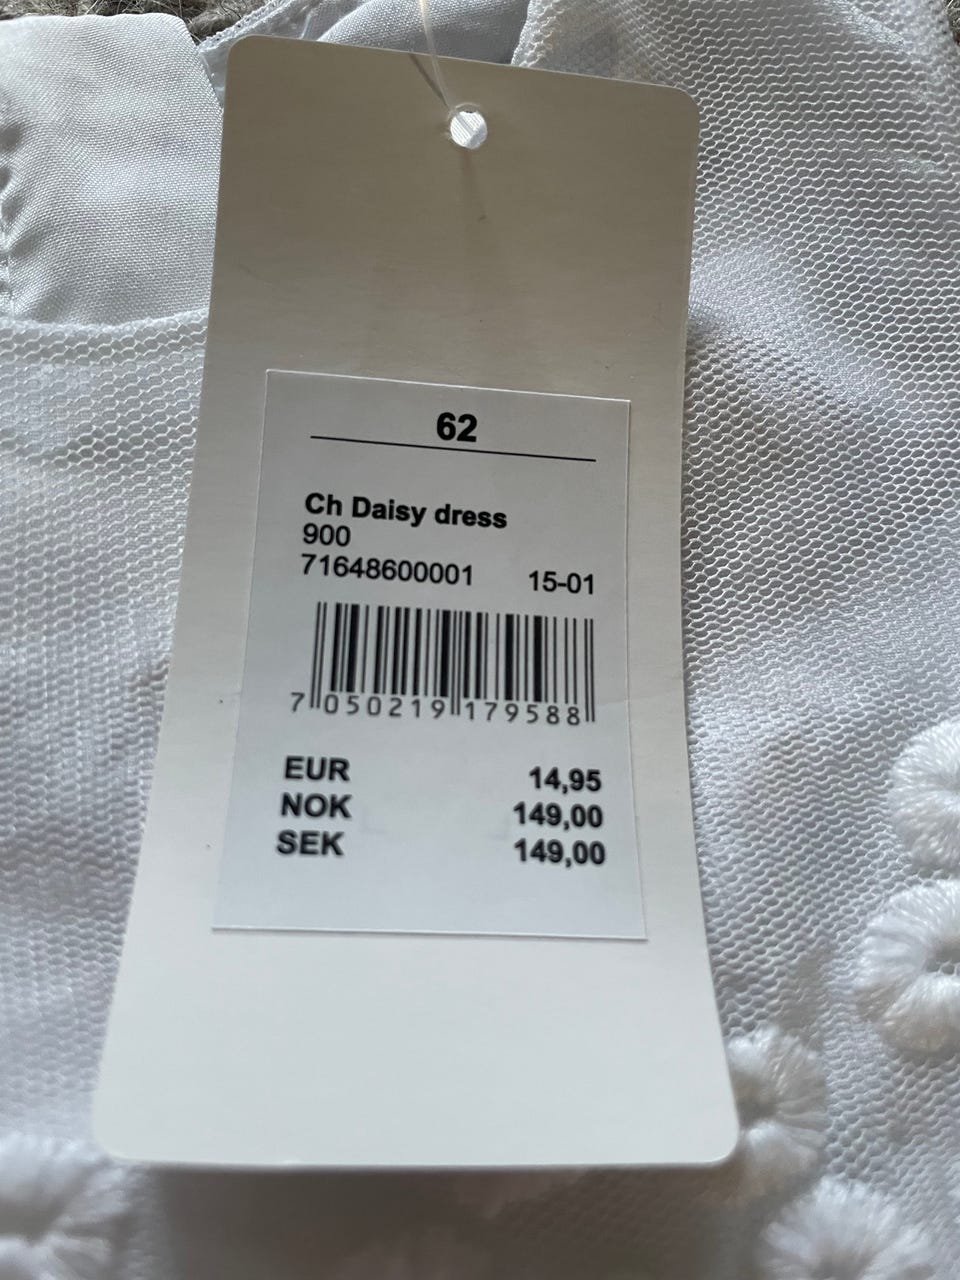 62
Ch Daisy dress
900
71648600001 15-01
7 050219 179588
EUR 14,95
NOK 149,00
SEK 149,00